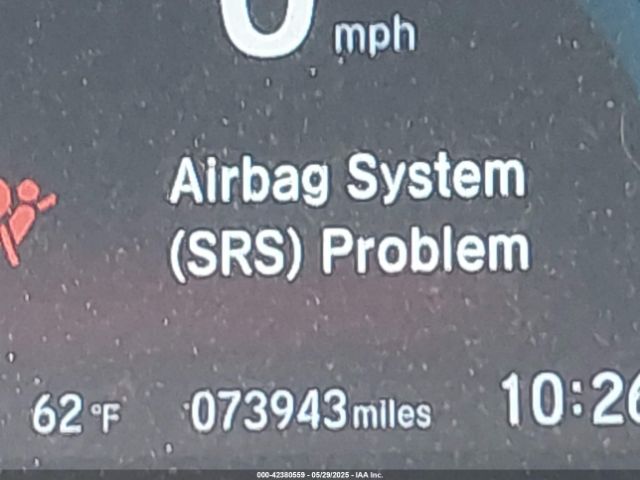 0 mph
Airbag System
(SRS) Problem
62 °F 073943 miles 10:26
000-42380559 - 05/29/2025 - IAA Inc.